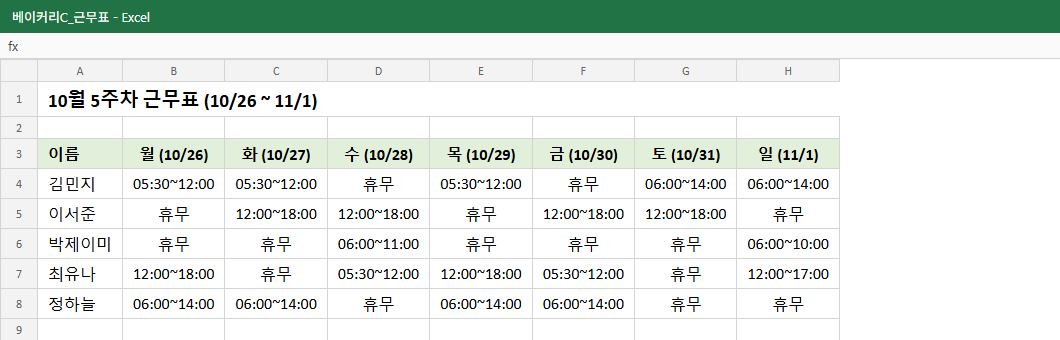 베이커리C_근무표 - Excel
fx
A B C D E F G H
1 10월 5주차 근무표 (10/26 ~ 11/1)
2
3 이름 월 (10/26) 화 (10/27) 수 (10/28) 목 (10/29) 금 (10/30) 토 (10/31) 일 (11/1)
4 김민지 05:30~12:00 05:30~12:00 휴무 05:30~12:00 휴무 06:00~14:00 06:00~14:00
5 이서준 휴무 12:00~18:00 12:00~18:00 휴무 12:00~18:00 12:00~18:00 휴무
6 박제이미 휴무 휴무 06:00~11:00 휴무 휴무 휴무 06:00~10:00
7 최유나 12:00~18:00 휴무 05:30~12:00 12:00~18:00 05:30~12:00 휴무 12:00~17:00
8 정하늘 06:00~14:00 06:00~14:00 휴무 06:00~14:00 06:00~14:00 휴무 휴무
9